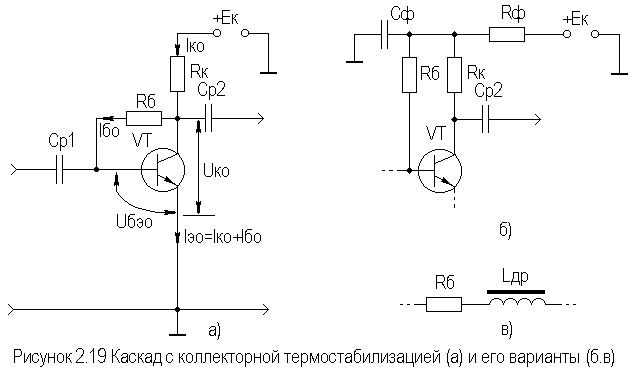 +Eк
Iко
Rк
Rб
Cр2
Iбо
Cр1
VT
Uко
Uбэо
Iэо=Iко+Iбо
а)
Cф
Rф
+Eк
Rб
Rк
Cр2
VT
б)
Rб
Lдр
в)
Рисунок 2.19 Каскад с коллекторной термостабилизацией (а) и его варианты (б.в)